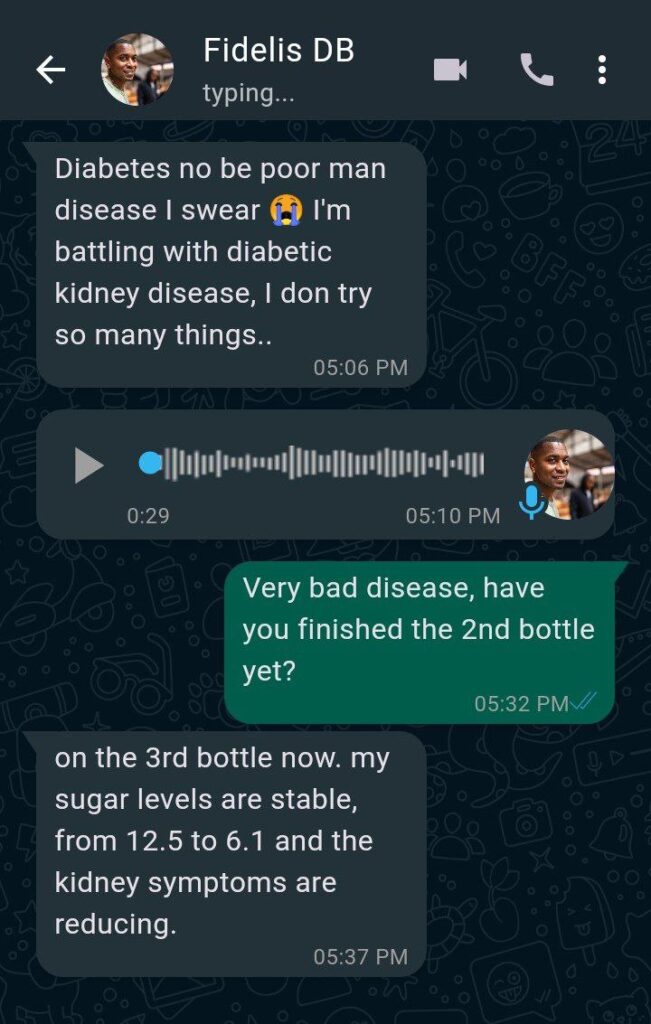 Fidelis DB
typing...
Diabetes no be poor man
disease I swear 😭 I'm
battling with diabetic
kidney disease, I don try
so many things..
05:06 PM
0:29
05:10 PM
Very bad disease, have
you finished the 2nd bottle
yet?
05:32 PM
on the 3rd bottle now. my
sugar levels are stable,
from 12.5 to 6.1 and the
kidney symptoms are
reducing.
05:37 PM
BFF
24